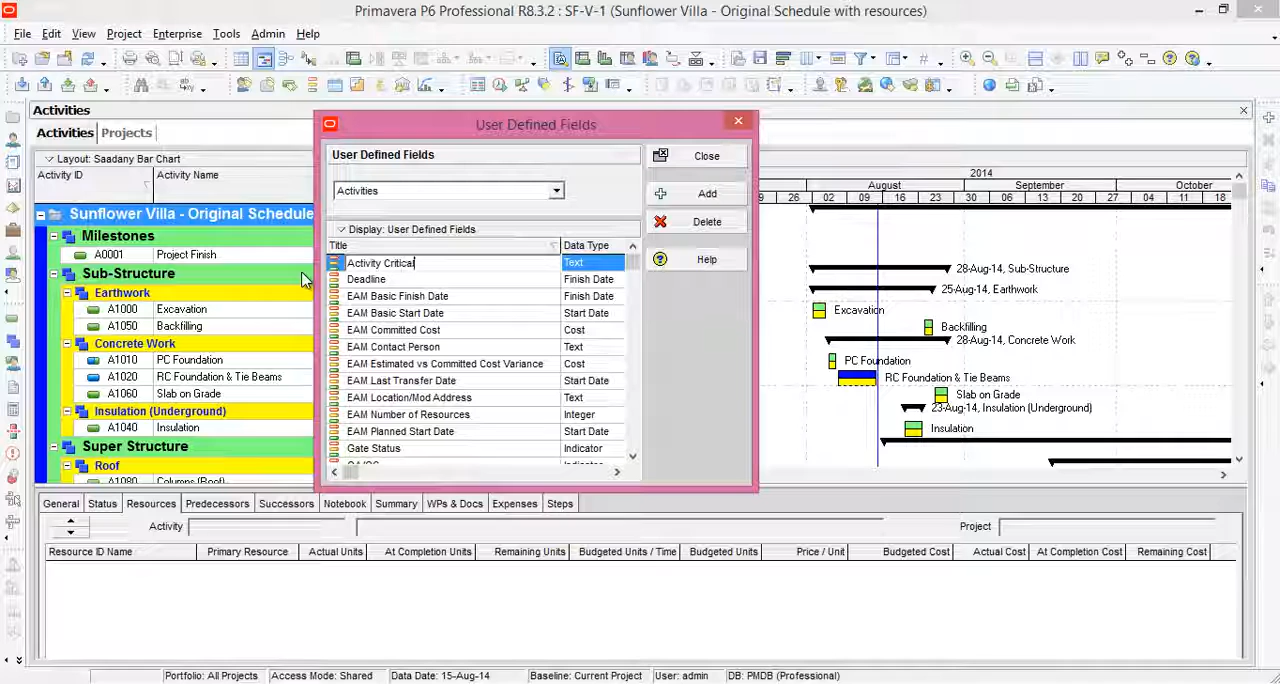 Primavera P6 Professional R8.3.2 : SF-V-1 (Sunflower Villa - Original Schedule with resources)
File Edit View Project Enterprise Tools Admin Help
Activities
Activities Projects
Layout: Saadany Bar Chart
Activity ID Activity Name
2014
August September October
9 26 02 09 16 23 30 06 13 20 27 04 11 18
Sunflower Villa - Original Schedule
Milestones
A0001 Project Finish
Sub-Structure
28-Aug-14, Sub-Structure
Earthwork
25-Aug-14, Earthwork
A1000 Excavation
Excavation
A1050 Backfilling
Backfilling
Concrete Work
28-Aug-14, Concrete Work
A1010 PC Foundation
PC Foundation
A1020 RC Foundation & Tie Beams
RC Foundation & Tie Beams
A1060 Slab on Grade
Slab on Grade
Insulation (Underground)
23-Aug-14, Insulation (Underground)
A1040 Insulation
Insulation
Super Structure
Roof
A1080 Columns (Roof)
User Defined Fields
User Defined Fields
Activities
Display: User Defined Fields
Title Data Type
Activity Critical Text
Deadline Finish Date
EAM Basic Finish Date Finish Date
EAM Basic Start Date Start Date
EAM Committed Cost Cost
EAM Contact Person Text
EAM Estimated vs Committed Cost Variance Cost
EAM Last Transfer Date Start Date
EAM Location/Mod Address Text
EAM Number of Resources Integer
EAM Planned Start Date Start Date
Gate Status Indicator
Close
Add
Delete
Help
General Status Resources Predecessors Successors Notebook Summary WPs & Docs Expenses Steps
Activity Project
Resource ID Name Primary Resource Actual Units At Completion Units Remaining Units Budgeted Units / Time Budgeted Units Price / Unit Budgeted Cost Actual Cost At Completion Cost Remaining Cost
Portfolio: All Projects Access Mode: Shared Data Date: 15-Aug-14 Baseline: Current Project User: admin DB: PMDB (Professional)